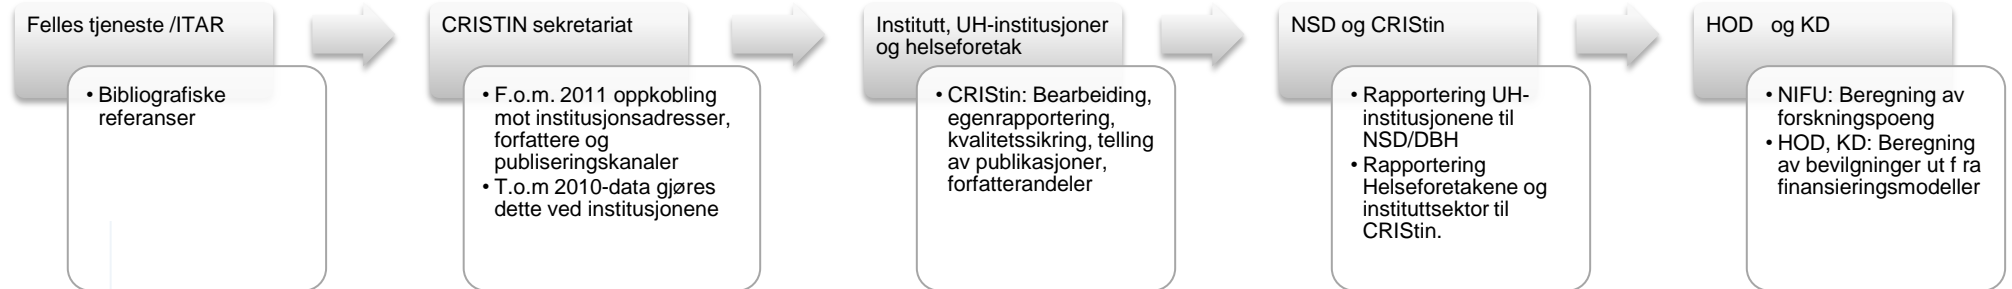 Felles tjeneste /ITAR
• Bibliografiske
referanser
CRISTIN sekretariat
• F.o.m. 2011 oppkobling
mot institusjonsadresser,
forfattere og
publiseringskanaler
• T.o.m 2010-data gjøres
dette ved institusjonene
Institutt, UH-institusjoner
og helseforetak
• CRIStin: Bearbeiding,
egenrapportering,
kvalitetssikring, telling
av publikasjoner,
forfatterandeler
NSD og CRIStin
• Rapportering UH-
institusjonene til
NSD/DBH
• Rapportering
Helseforetakene og
instituttsektor til
CRIStin.
HOD og KD
• NIFU: Beregning av
forskningspoeng
• HOD, KD: Beregning
av bevilgninger ut f ra
finansieringsmodeller